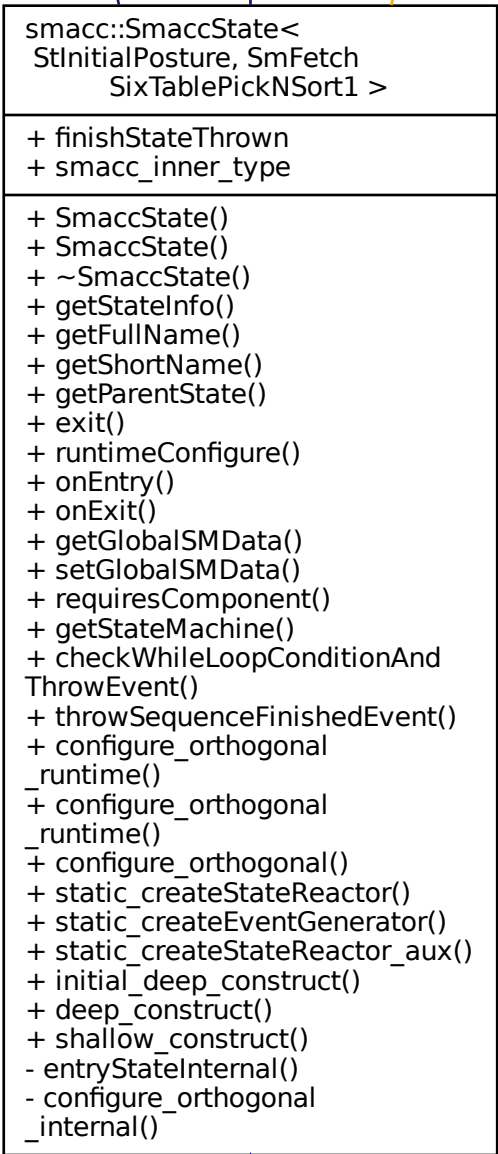 smacc::SmaccState<
StInitialPosture, SmFetch
SixTablePickNSort1 >
+ finishStateThrown
+ smacc_inner_type
+ SmaccState()
+ SmaccState()
+ ~SmaccState()
+ getStateInfo()
+ getFullName()
+ getShortName()
+ getParentState()
+ exit()
+ runtimeConfigure()
+ onEntry()
+ onExit()
+ getGlobalSMData()
+ setGlobalSMData()
+ requiresComponent()
+ getStateMachine()
+ checkWhileLoopConditionAnd
ThrowEvent()
+ throwSequenceFinishedEvent()
+ configure_orthogonal
_runtime()
+ configure_orthogonal
_runtime()
+ configure_orthogonal()
+ static_createStateReactor()
+ static_createEventGenerator()
+ static_createStateReactor_aux()
+ initial_deep_construct()
+ deep_construct()
+ shallow_construct()
- entryStateInternal()
- configure_orthogonal
_internal()